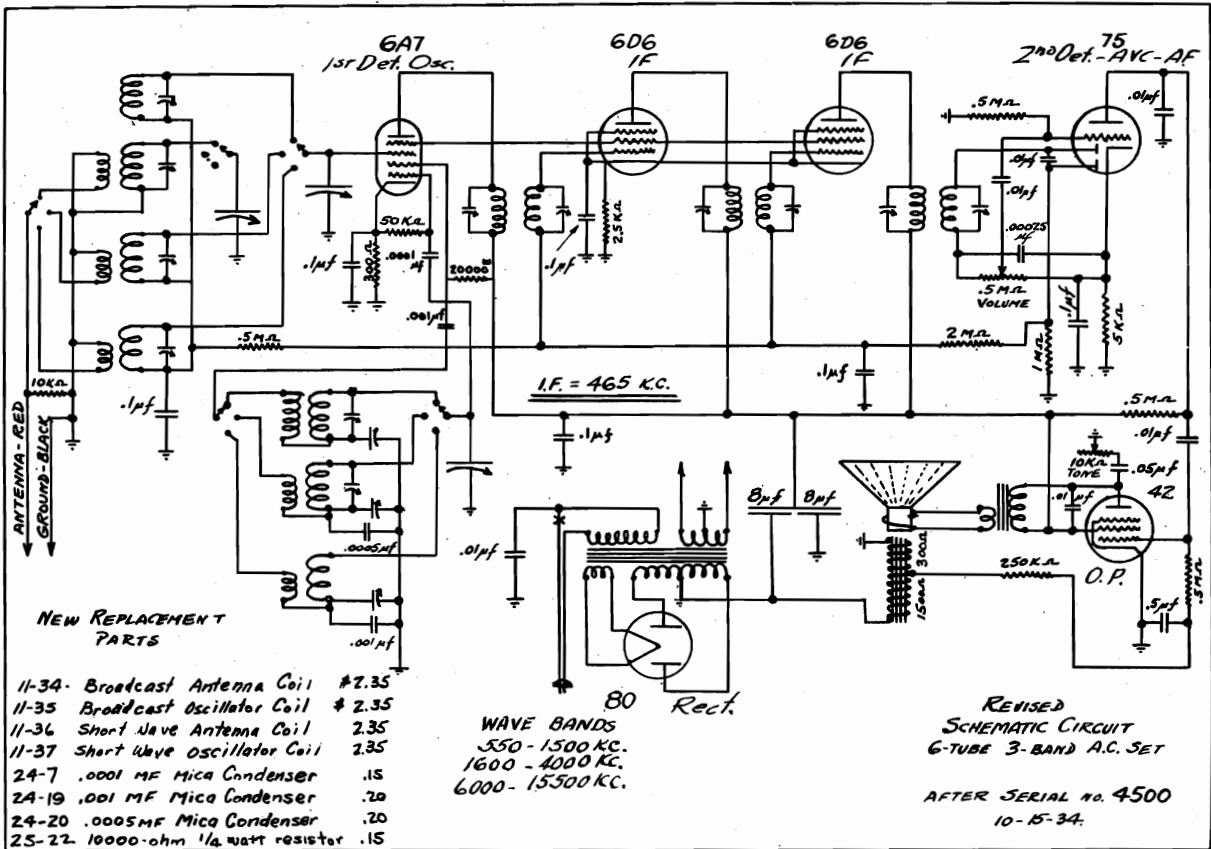 6A7
1ST Det. Osc.
6D6
IF
6D6
IF
75
2nd Det.-AVC-AF
.5MΩ
.01µf
.01µf
.01µf
50KΩ
.1µf
300Ω
.0001
µf
20000ω
.1µf
2.5KΩ
.00025
µf
.5MΩ
VOLUME
.1µf
5KΩ
.001µf
.5MΩ
2MΩ
1MΩ
10KΩ
.1µf
I.F. = 465 K.C.
.1µf
.5MΩ
.1µf
.01µf
ANTENNA-RED
GROUND-BLACK
10KΩ
TONE
.05µf
.01µf
42
8µf
8µf
.01µf
.0005µf
300Ω
1500Ω
250KΩ
O.P.
.5µf
.5MΩ
.001µf
NEW REPLACEMENT
PARTS
80 Rect.
11-34- Broadcast Antenna Coil $2.35
11-35 Broadcast Oscillator Coil $2.35
11-36 Short Wave Antenna Coil 2.35
11-37 Short Wave Oscillator Coil 2.35
24-7 .0001 MF Mica Condenser .15
24-19 .001 MF Mica Condenser .20
24-20 .0005MF Mica Condenser .20
25-22 10000-ohm 1/4 watt resistor .15
WAVE BANDS
550-1500 KC.
1600-4000 KC.
6000-15500 KC.
REVISED
SCHEMATIC CIRCUIT
6-TUBE 3-BAND A.C. SET
AFTER SERIAL NO. 4500
10-15-34.